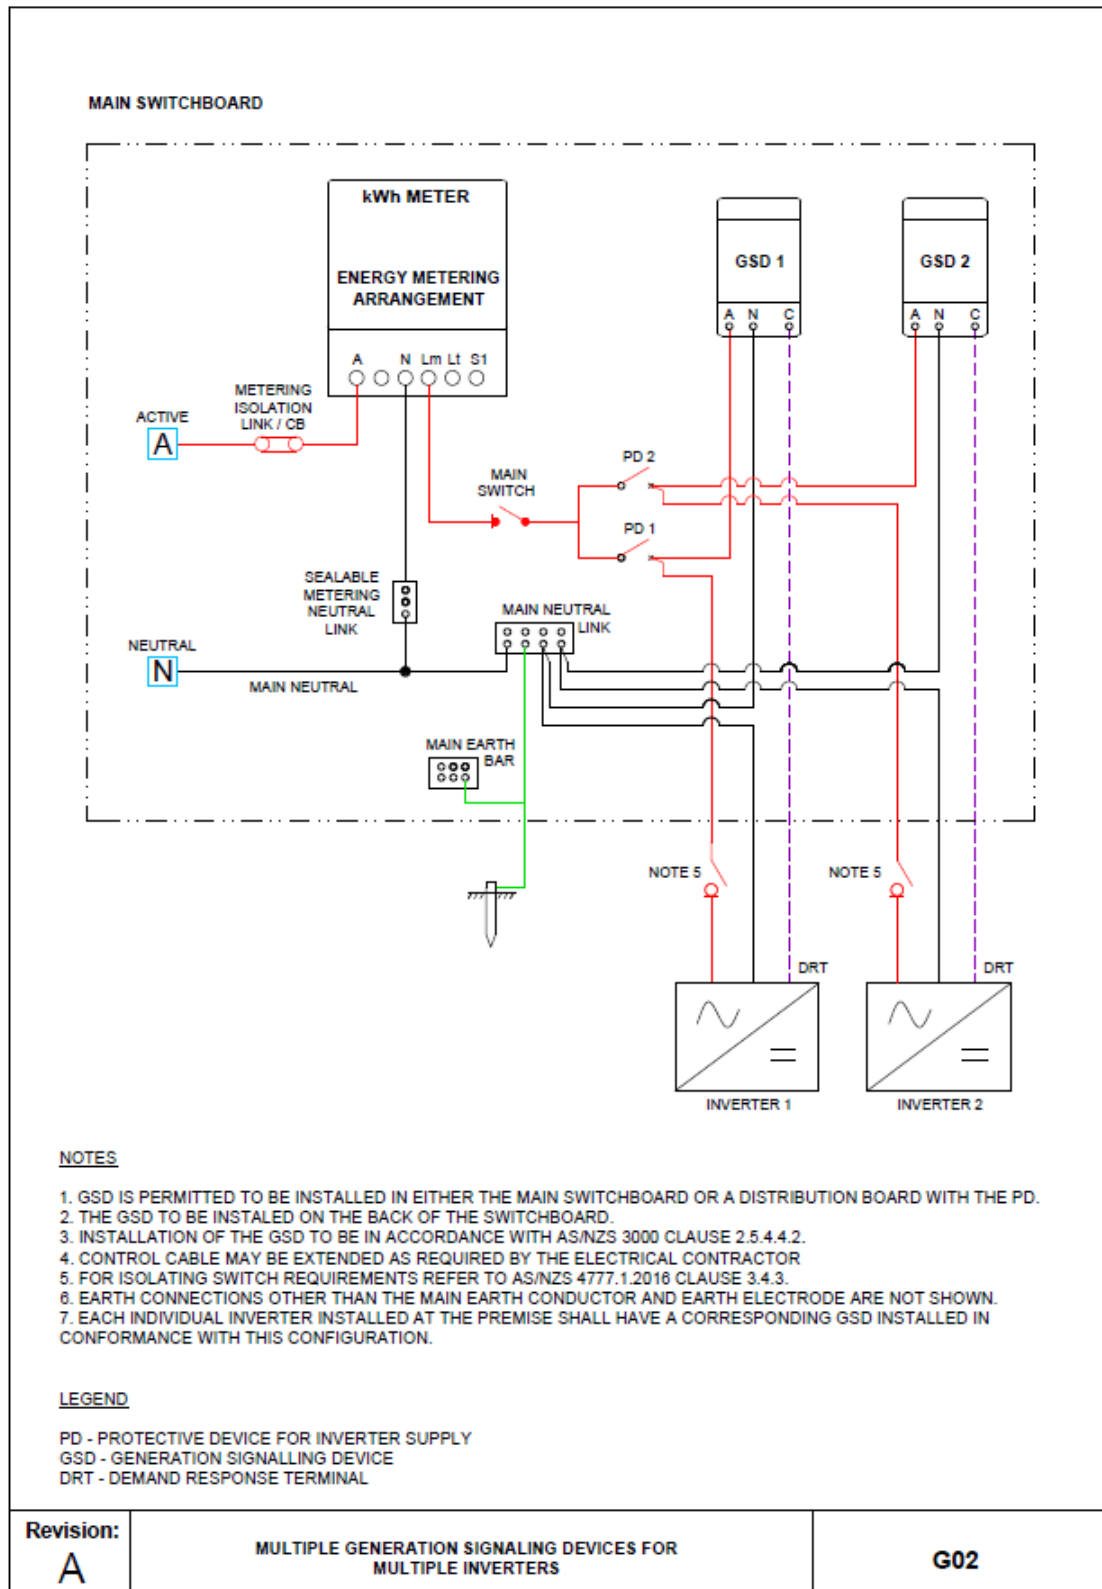 MAIN SWITCHBOARD
kWh METER
ENERGY METERING
ARRANGEMENT
A N Lm Lt S1
GSD 1
A N C
GSD 2
A N C
METERING
ISOLATION
LINK / CB
ACTIVE
A
MAIN
SWITCH
PD 2
PD 1
SEALABLE
METERING
NEUTRAL
LINK
MAIN NEUTRAL
LINK
NEUTRAL
N
MAIN NEUTRAL
MAIN EARTH
BAR
NOTE 5
NOTE 5
DRT
DRT
INVERTER 1
INVERTER 2
NOTES
1. GSD IS PERMITTED TO BE INSTALLED IN EITHER THE MAIN SWITCHBOARD OR A DISTRIBUTION BOARD WITH THE PD.
2. THE GSD TO BE INSTALED ON THE BACK OF THE SWITCHBOARD.
3. INSTALLATION OF THE GSD TO BE IN ACCORDANCE WITH AS/NZS 3000 CLAUSE 2.5.4.4.2.
4. CONTROL CABLE MAY BE EXTENDED AS REQUIRED BY THE ELECTRICAL CONTRACTOR
5. FOR ISOLATING SWITCH REQUIREMENTS REFER TO AS/NZS 4777.1.2016 CLAUSE 3.4.3.
6. EARTH CONNECTIONS OTHER THAN THE MAIN EARTH CONDUCTOR AND EARTH ELECTRODE ARE NOT SHOWN.
7. EACH INDIVIDUAL INVERTER INSTALLED AT THE PREMISE SHALL HAVE A CORRESPONDING GSD INSTALLED IN
CONFORMANCE WITH THIS CONFIGURATION.
LEGEND
PD - PROTECTIVE DEVICE FOR INVERTER SUPPLY
GSD - GENERATION SIGNALLING DEVICE
DRT - DEMAND RESPONSE TERMINAL
Revision:
A
MULTIPLE GENERATION SIGNALING DEVICES FOR
MULTIPLE INVERTERS
G02